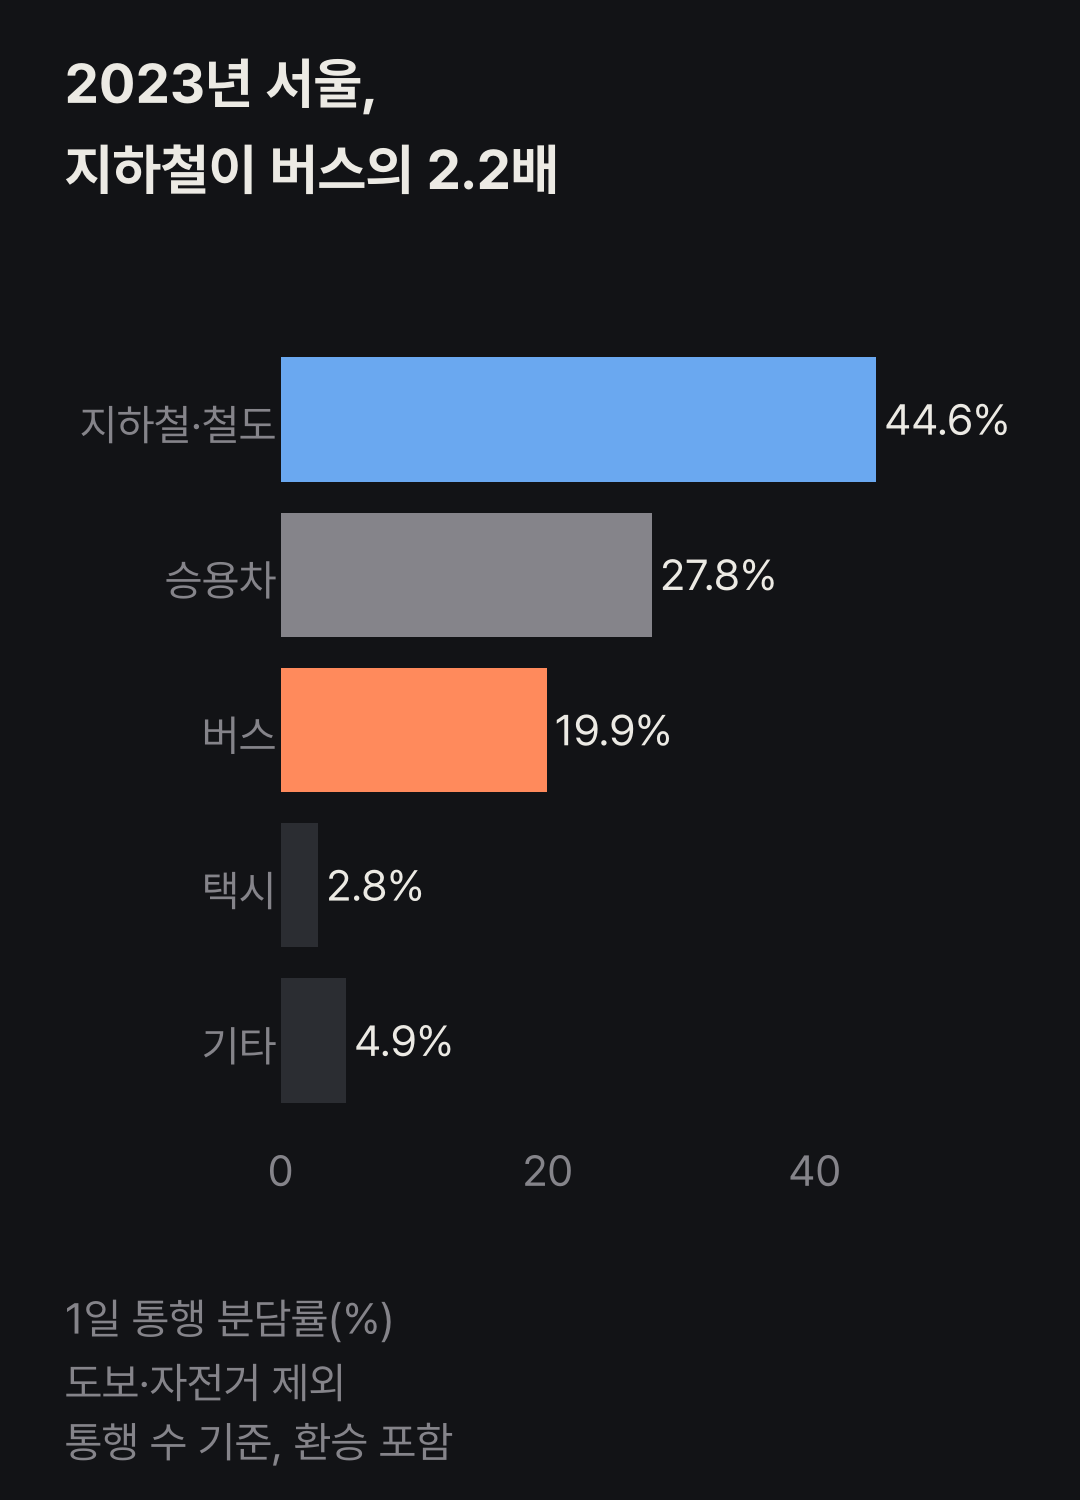 2023년 서울,
지하철이 버스의 2.2배
지하철·철도 44.6%
승용차 27.8%
버스 19.9%
택시 2.8%
기타 4.9%
0 20 40
1일 통행 분담률(%)
도보·자전거 제외
통행 수 기준, 환승 포함